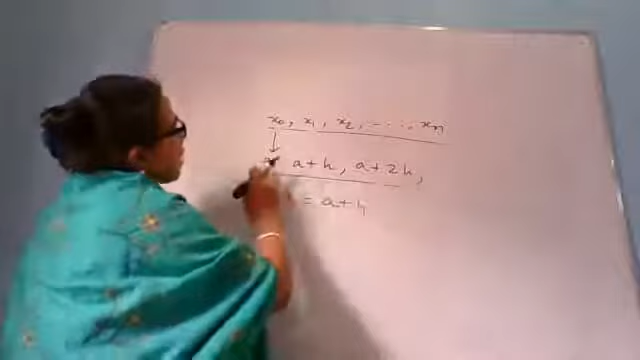 x₀, x₁, x₂, -...., xₙ
a+h, a+2h,
= a+h